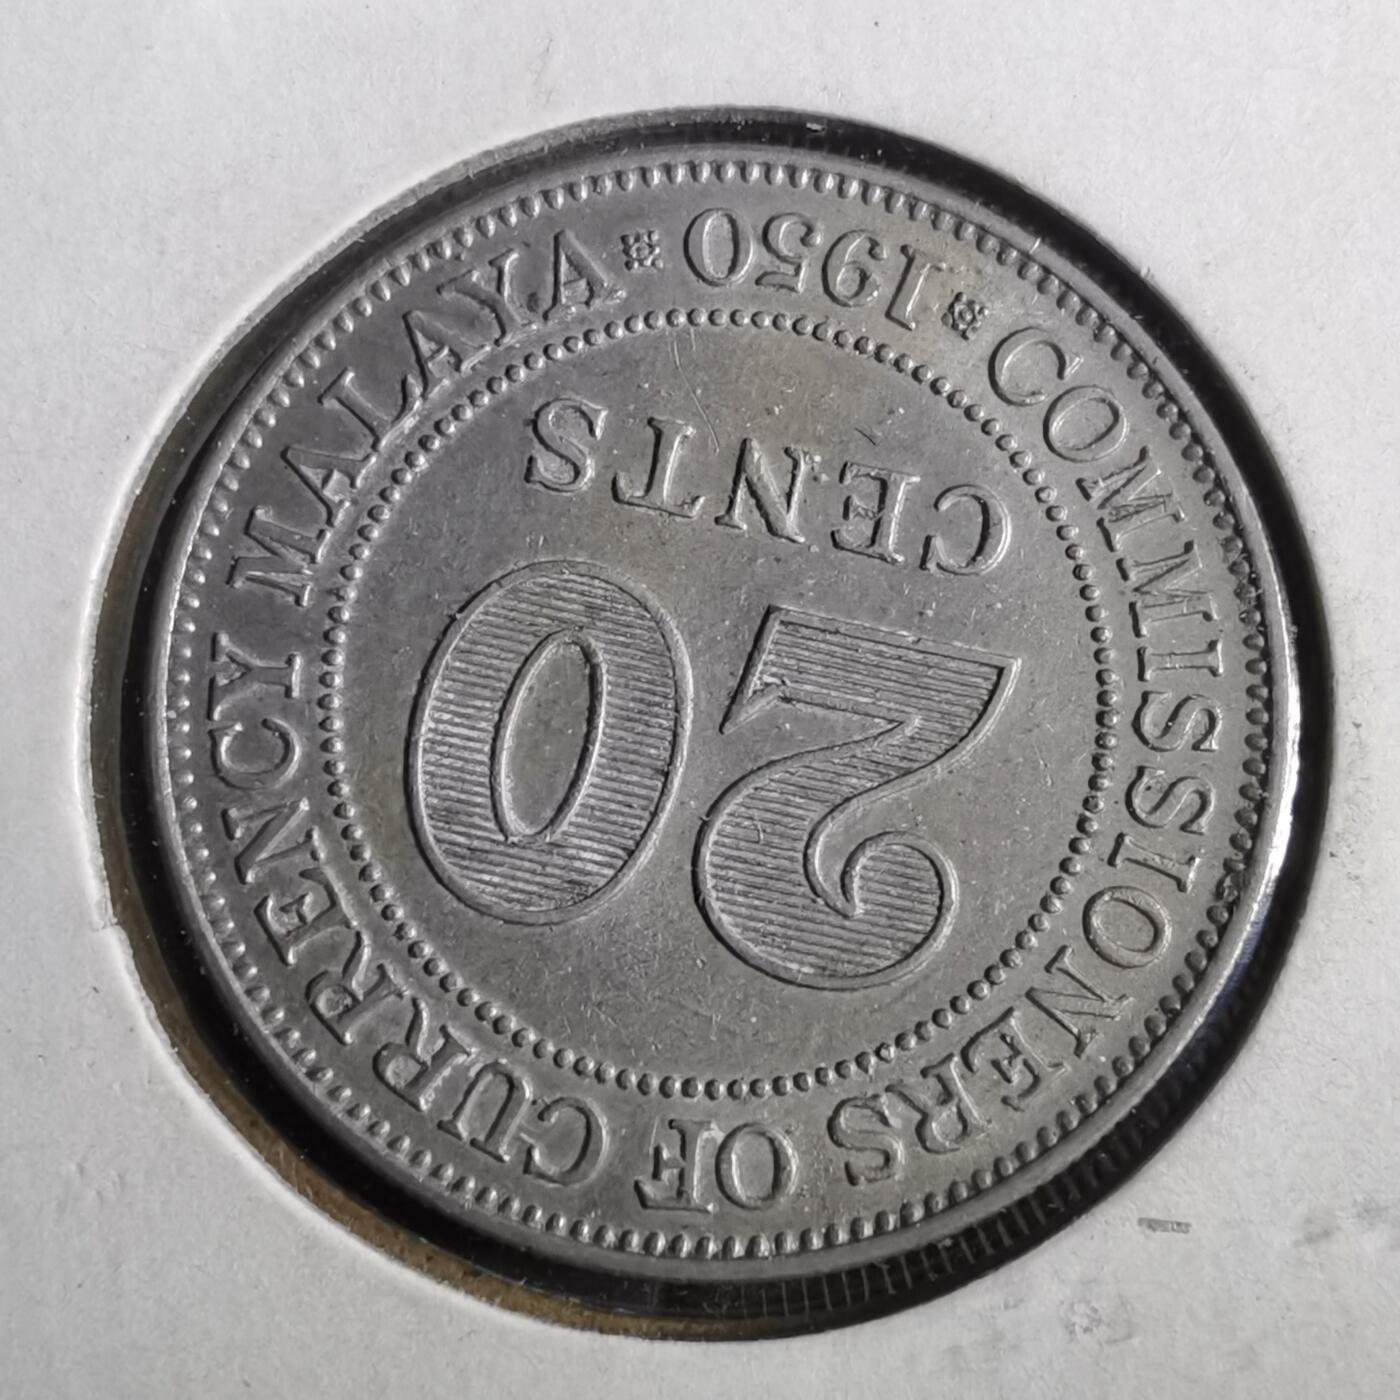 COMMISSIONERS OF CURRENCY MALAYA
20
CENTS
1950